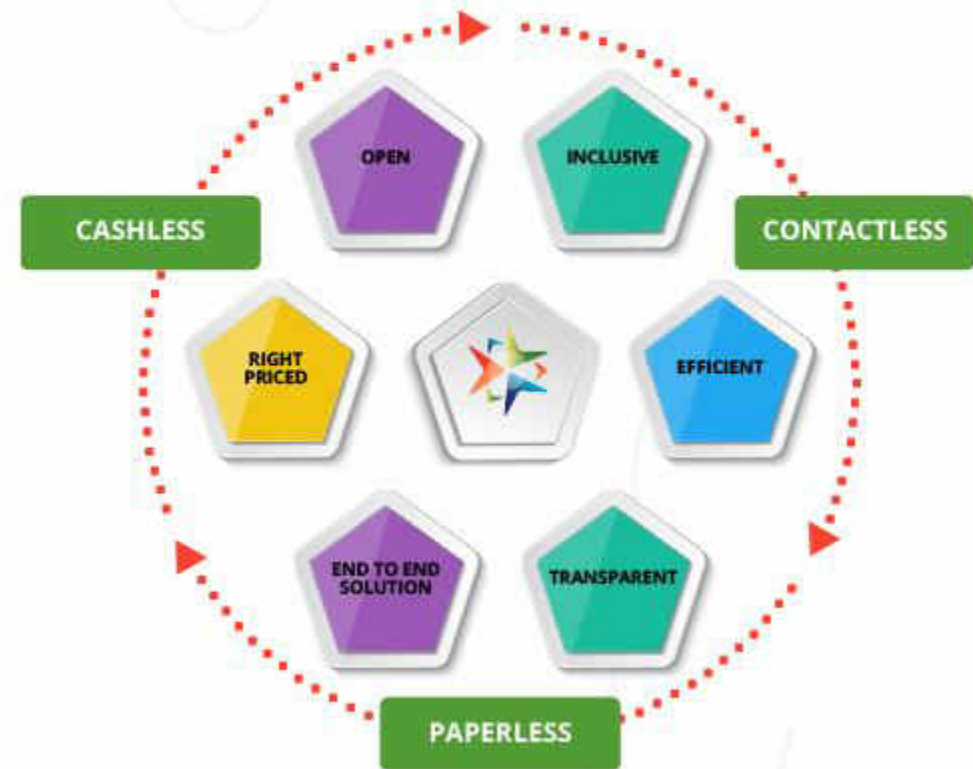 OPEN
INCLUSIVE
CASHLESS
CONTACTLESS
RIGHT
PRICED
EFFICIENT
END TO END
SOLUTION
TRANSPARENT
PAPERLESS